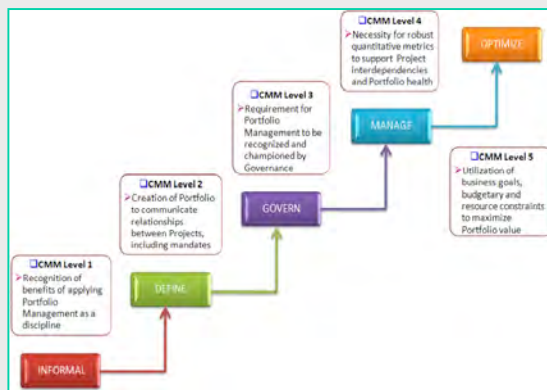 CMM Level 4
Necessity for robust
quantitative metrics
to support Project
Interdependencies
and Portfolio health
OPTIMIZE
CMM Level 3
Requirement for
Portfolio
Management to be
recognized and
championed by
Governance
MANAGE
CMM Level 5
Utilization of
business goals,
budgetary and
resource constraints
to maximize
Portfolio value
CMM Level 2
Creation of Portfolio
to communicate
relationships
between Projects,
including mandates
GOVERN
CMM Level 1
Recognition of
benefits of applying
Portfolio
Management as a
discipline
DEFINE
INFORMAL